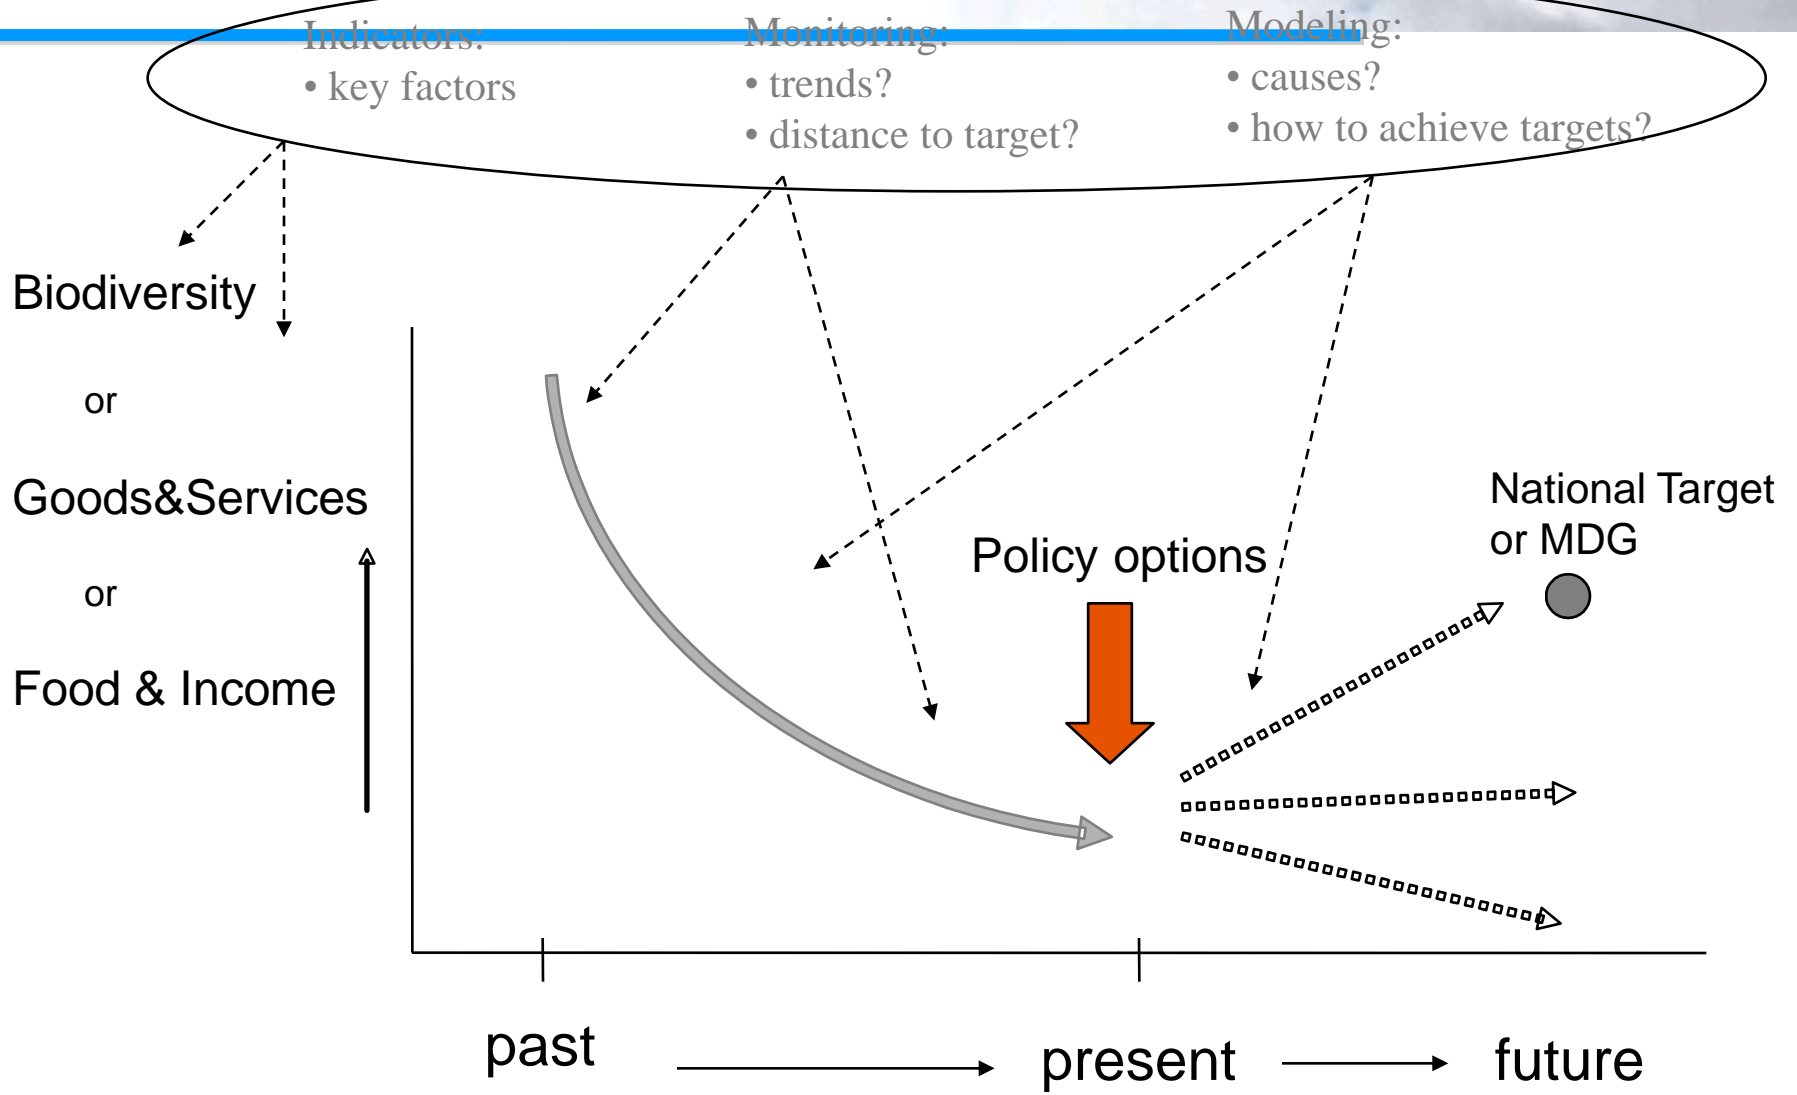 Indicators:
• key factors
Monitoring:
• trends?
• distance to target?
Modeling:
• causes?
• how to achieve targets?
Biodiversity
or
Goods&Services
or
Food & Income
Policy options
National Target
or MDG
past
present
future